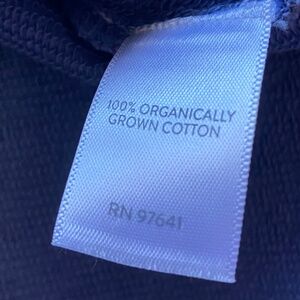 100% ORGANICALLY
GROWN COTTON
RN 97641